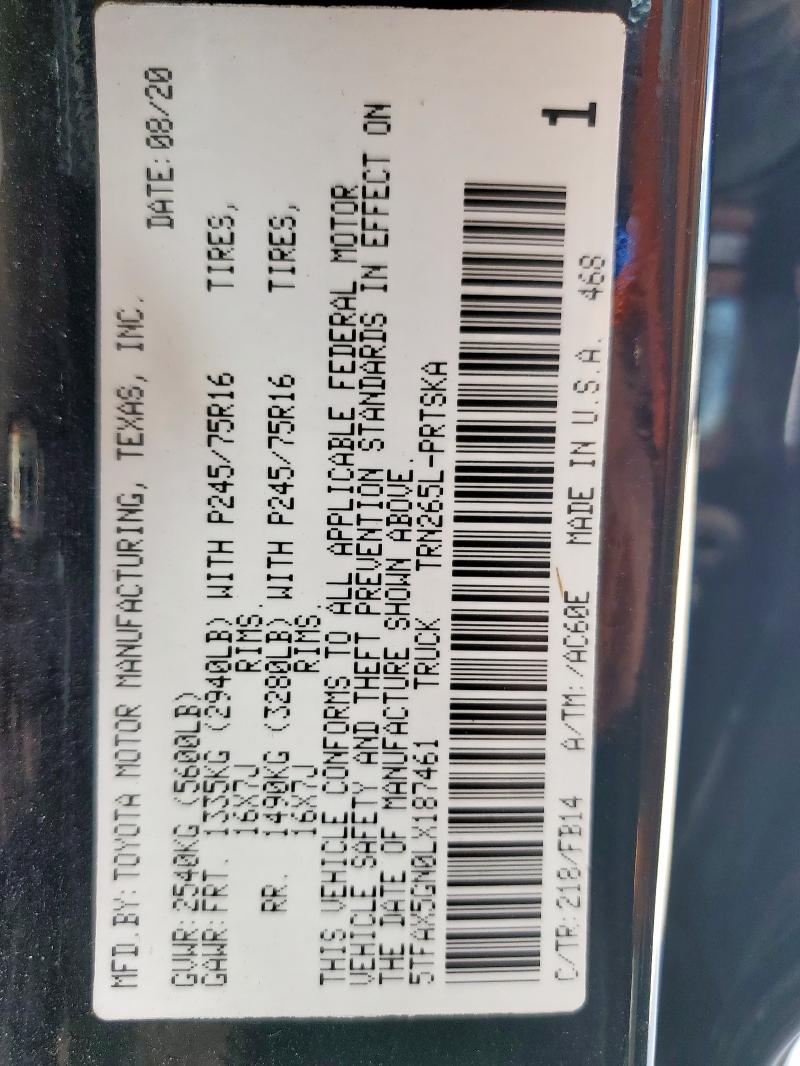 MFD.BY:TOYOTA MOTOR MANUFACTURING, TEXAS, INC.
DATE:08/20
GVWR:2540KG (5600LB)
GAWR:FRT. 1335KG (2940LB) WITH P245/75R16 TIRES,
16X7J RIMS.
RR. 1490KG (3280LB) WITH P245/75R16 TIRES,
16X7J RIMS.
THIS VEHICLE CONFORMS TO ALL APPLICABLE FEDERAL MOTOR
VEHICLE SAFETY AND THEFT PREVENTION STANDARDS IN EFFECT ON
THE DATE OF MANUFACTURE SHOWN ABOVE.
5TFAX5GN0LX187461 TRUCK TRN265L-PRTSKA
1
C/TR:218/FB14 A/TM:/AC60E MADE IN U.S.A. 468